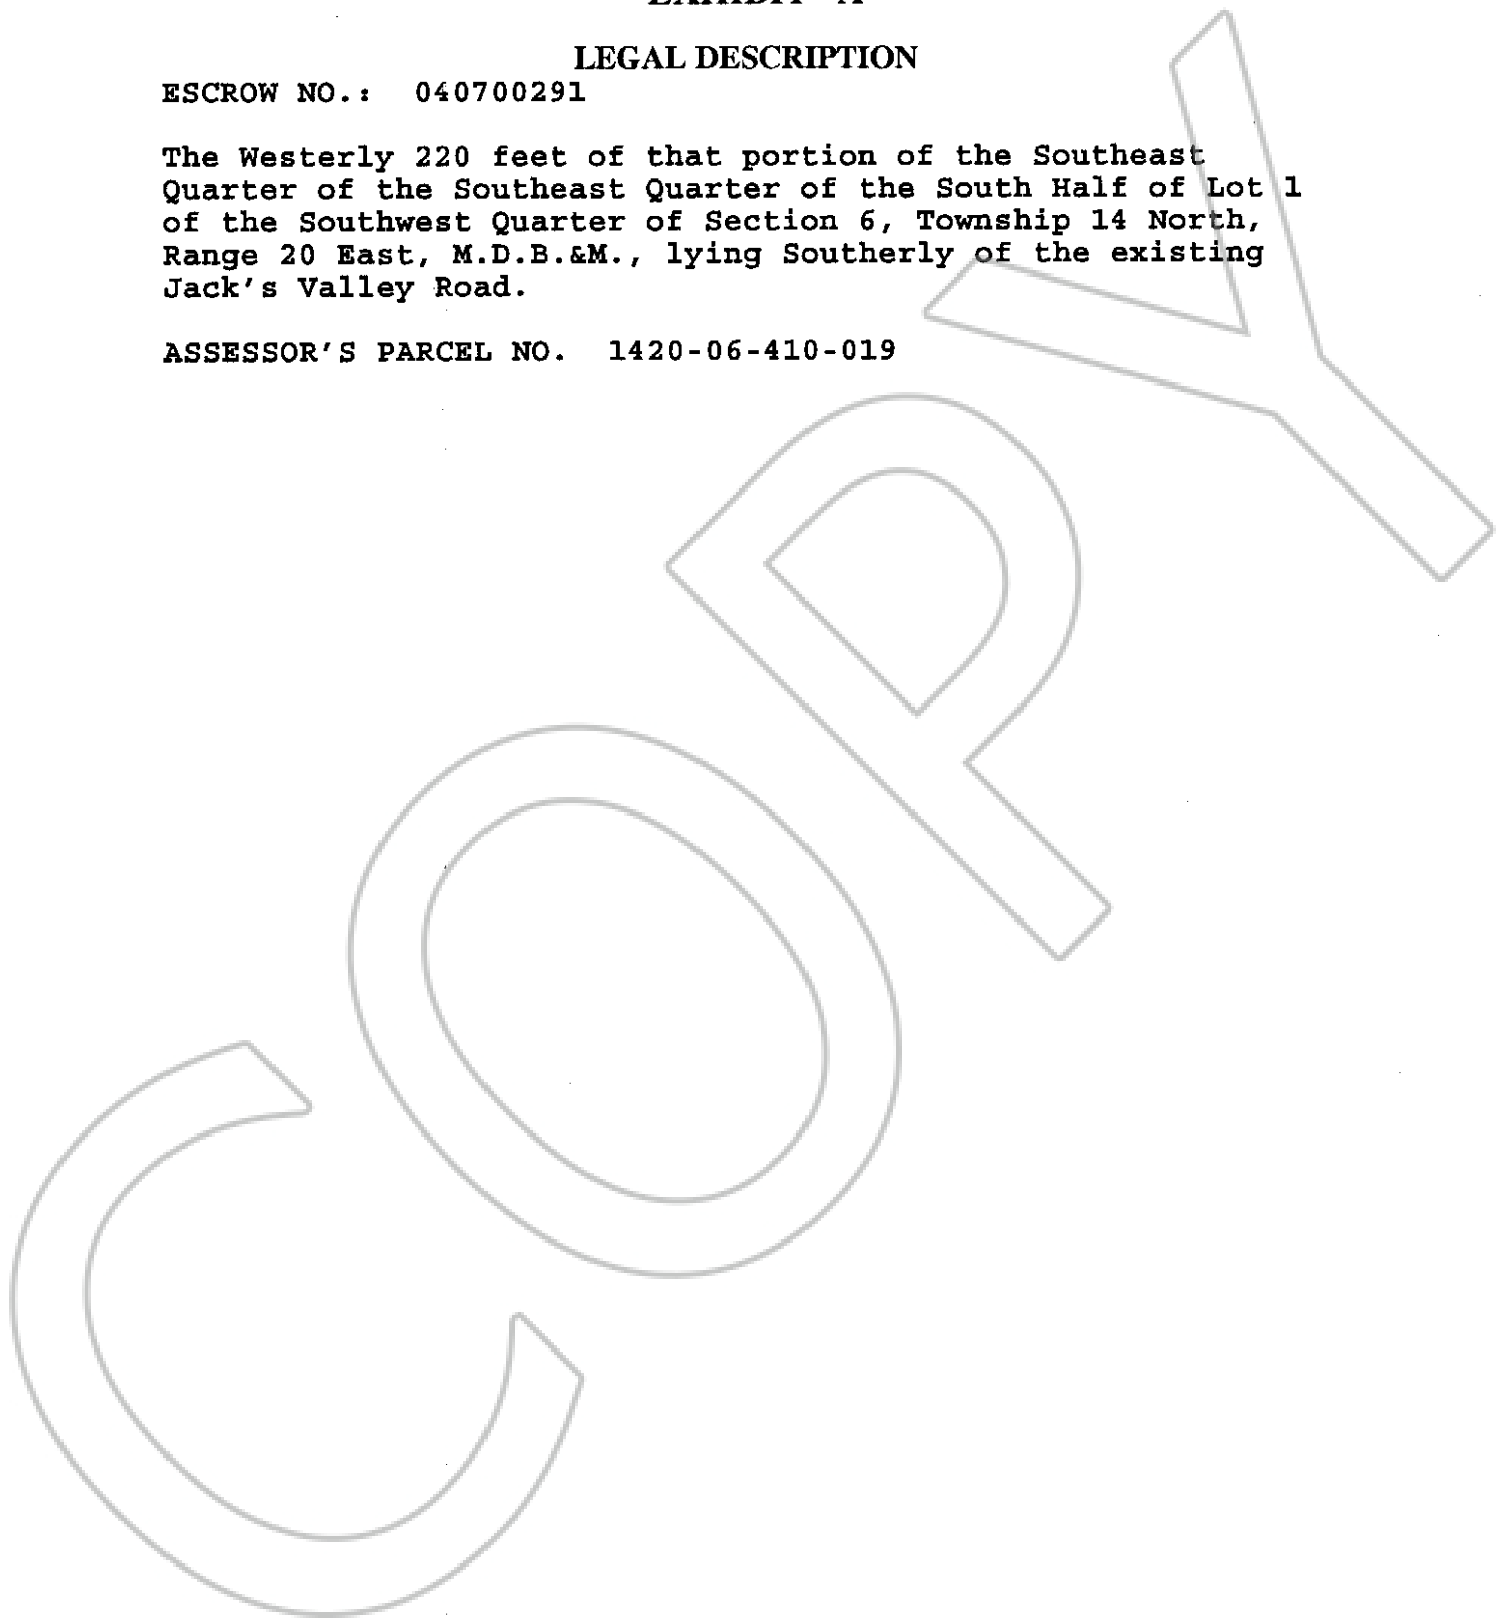 EXHIBIT "A"
LEGAL DESCRIPTION
ESCROW NO.: 040700291
The Westerly 220 feet of that portion of the Southeast
Quarter of the Southeast Quarter of the South Half of Lot 1
of the Southwest Quarter of Section 6, Township 14 North,
Range 20 East, M.D.B.&M., lying Southerly of the existing
Jack's Valley Road.
ASSESSOR'S PARCEL NO. 1420-06-410-019
COPY